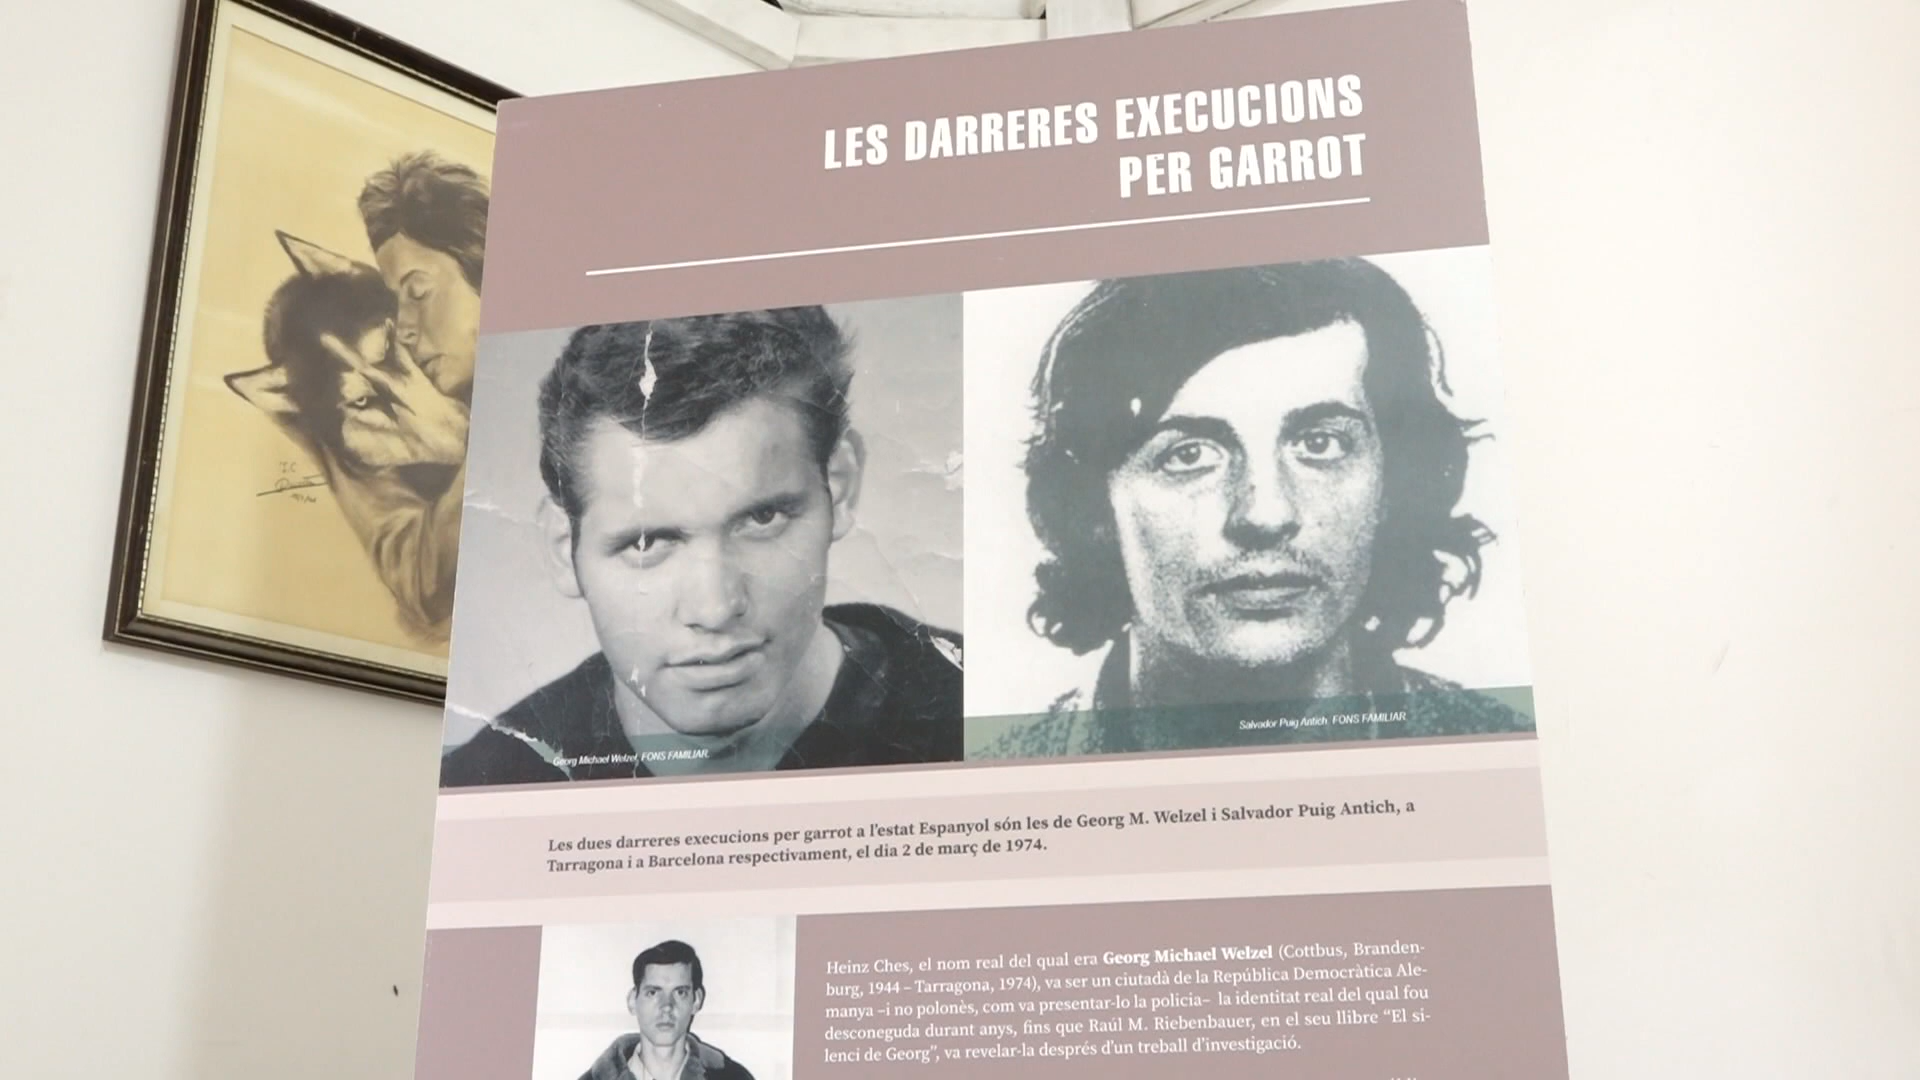 LES DARRERES EXECUCIONS
PER GARROT
Georg Michael Welzel. FONS FAMILIAR.
Salvador Puig Antich. FONS FAMILIAR
Les dues darreres execucions per garrot a l'estat Espanyol són les de Georg M. Welzel i Salvador Puig Antich, a
Tarragona i a Barcelona respectivament, el dia 2 de març de 1974.
Heinz Ches, el nom real del qual era Georg Michael Welzel (Cottbus, Branden-
burg, 1944 – Tarragona, 1974), va ser un ciutadà de la República Democràtica Ale-
manya –i no polonès, com va presentar-lo la policia– la identitat real del qual fou
desconeguda durant anys, fins que Raúl M. Riebenbauer, en el seu llibre “El si-
lenci de Georg”, va revelar-la després d'un treball d'investigació.